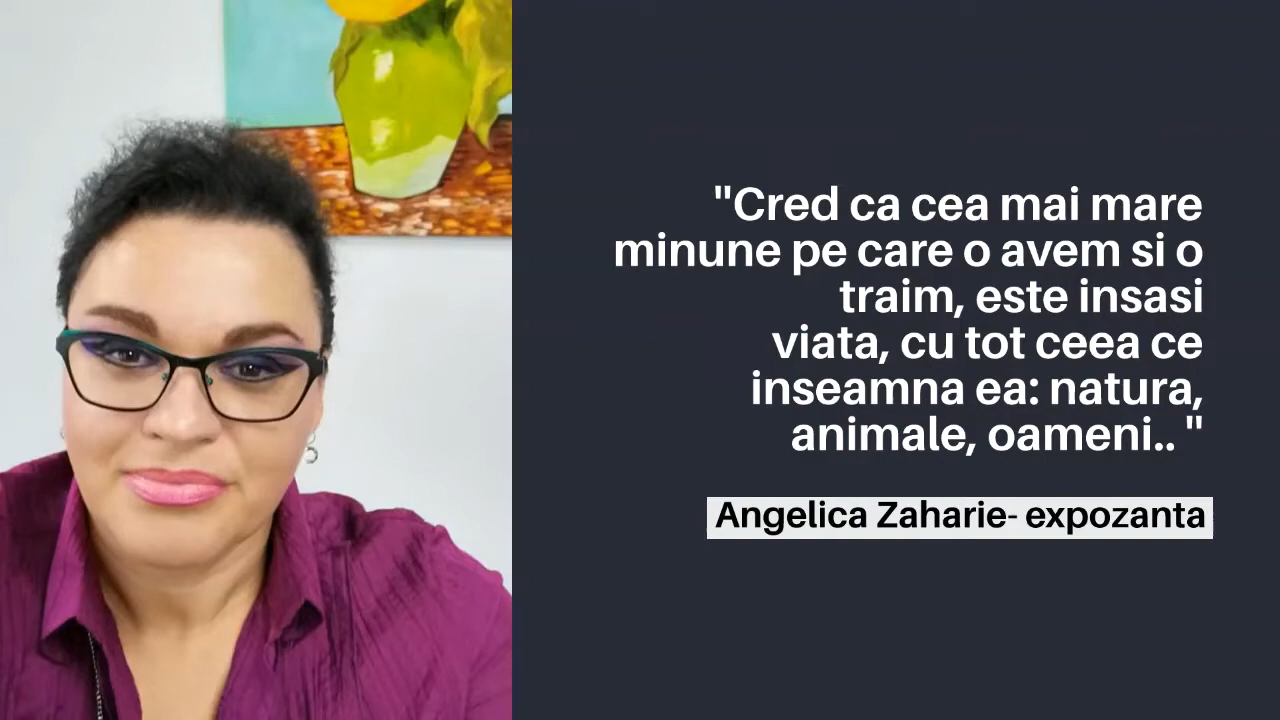 "Cred ca cea mai mare
minune pe care o avem si o
traim, este insasi
viata, cu tot ceea ce
inseamna ea: natura,
animale, oameni.. "
Angelica Zaharie- expozanta